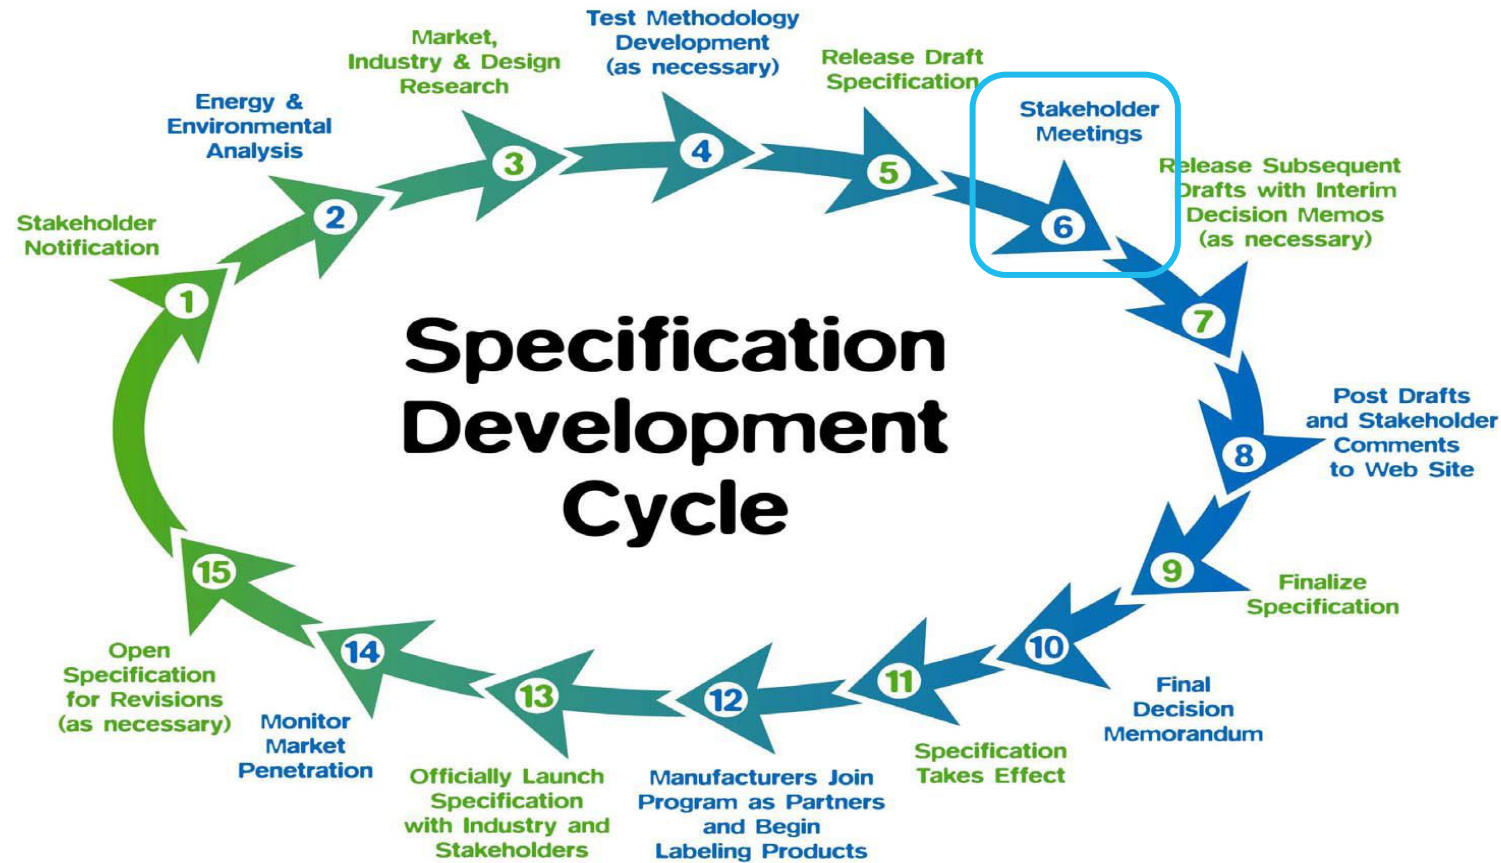 Specification
Development
Cycle
1
Stakeholder
Notification
2
Energy &
Environmental
Analysis
3
Market,
Industry & Design
Research
4
Test Methodology
Development
(as necessary)
5
Release Draft
Specification
6
Stakeholder
Meetings
7
Release Subsequent
Drafts with Interim
Decision Memos
(as necessary)
8
Post Drafts
and Stakeholder
Comments
to Web Site
9
Finalize
Specification
10
Final
Decision
Memorandum
11
Specification
Takes Effect
12
Manufacturers Join
Program as Partners
and Begin
Labeling Products
13
Officially Launch
Specification
with Industry and
Stakeholders
14
Monitor
Market
Penetration
15
Open
Specification
for Revisions
(as necessary)